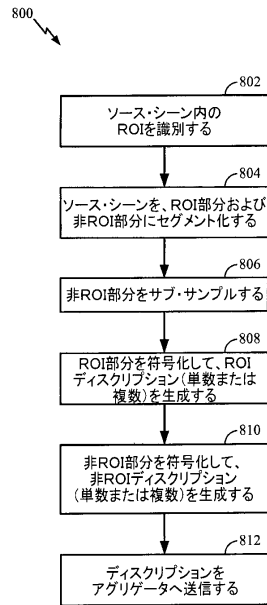 800
802
ソース・シーン内の
ROIを識別する
804
ソース・シーンを、ROI部分および
非ROI部分にセグメント化する
806
非ROI部分をサブ・サンプルする
808
ROI部分を符号化して、ROI
ディスクリプション(単数または
複数)を生成する
810
非ROI部分を符号化して、
非ROIディスクリプション
(単数または複数)を生成する
812
ディスクリプションを
アグリゲータへ送信する